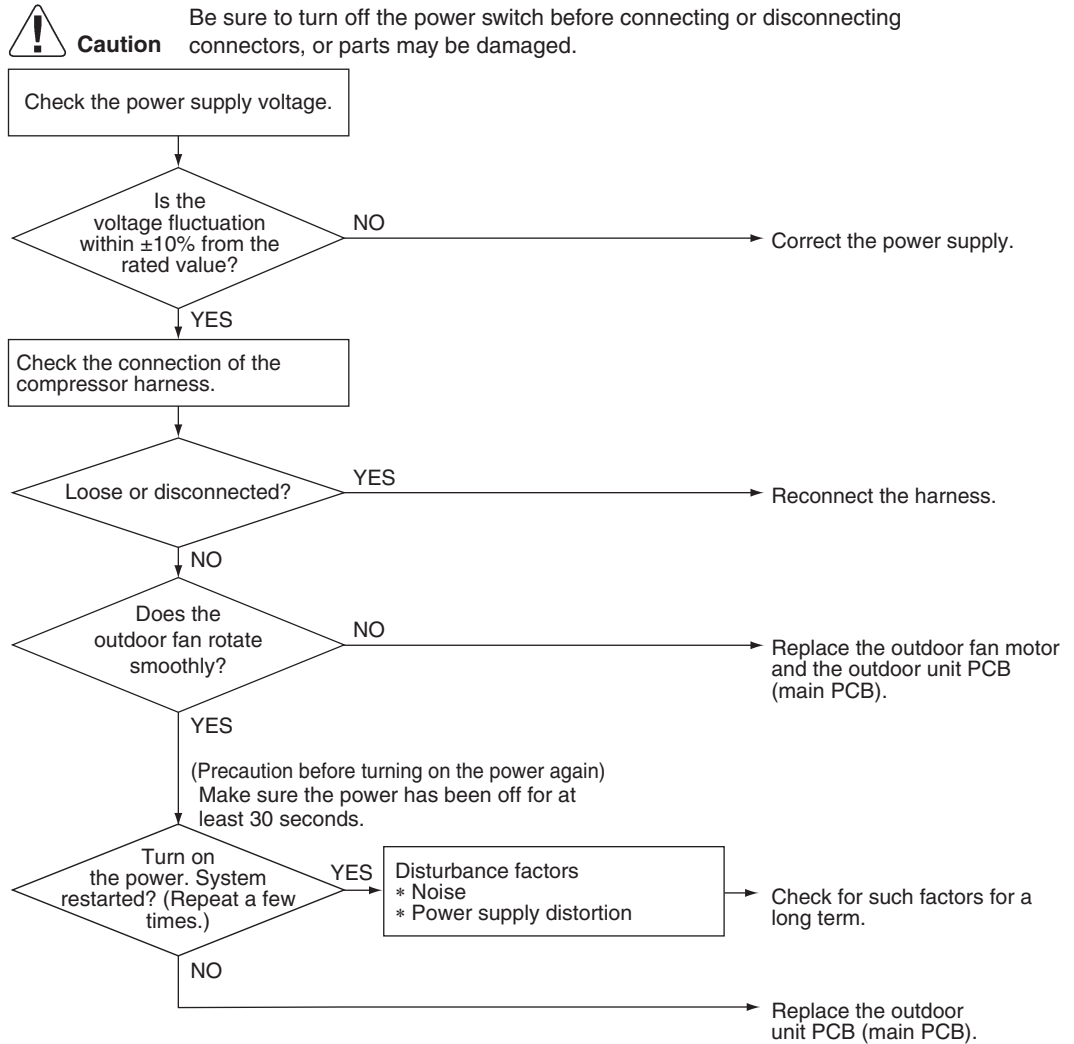 Be sure to turn off the power switch before connecting or disconnecting
Caution connectors, or parts may be damaged.
Check the power supply voltage.
Is the
voltage fluctuation
within ±10% from the
rated value?
NO
Correct the power supply.
YES
Check the connection of the
compressor harness.
Loose or disconnected?
YES
Reconnect the harness.
NO
Does the
outdoor fan rotate
smoothly?
NO
Replace the outdoor fan motor
and the outdoor unit PCB
(main PCB).
YES
(Precaution before turning on the power again)
Make sure the power has been off for at
least 30 seconds.
Turn on
the power. System
restarted? (Repeat a few
times.)
YES
Disturbance factors
∗ Noise
∗ Power supply distortion
Check for such factors for a
long term.
NO
Replace the outdoor
unit PCB (main PCB).